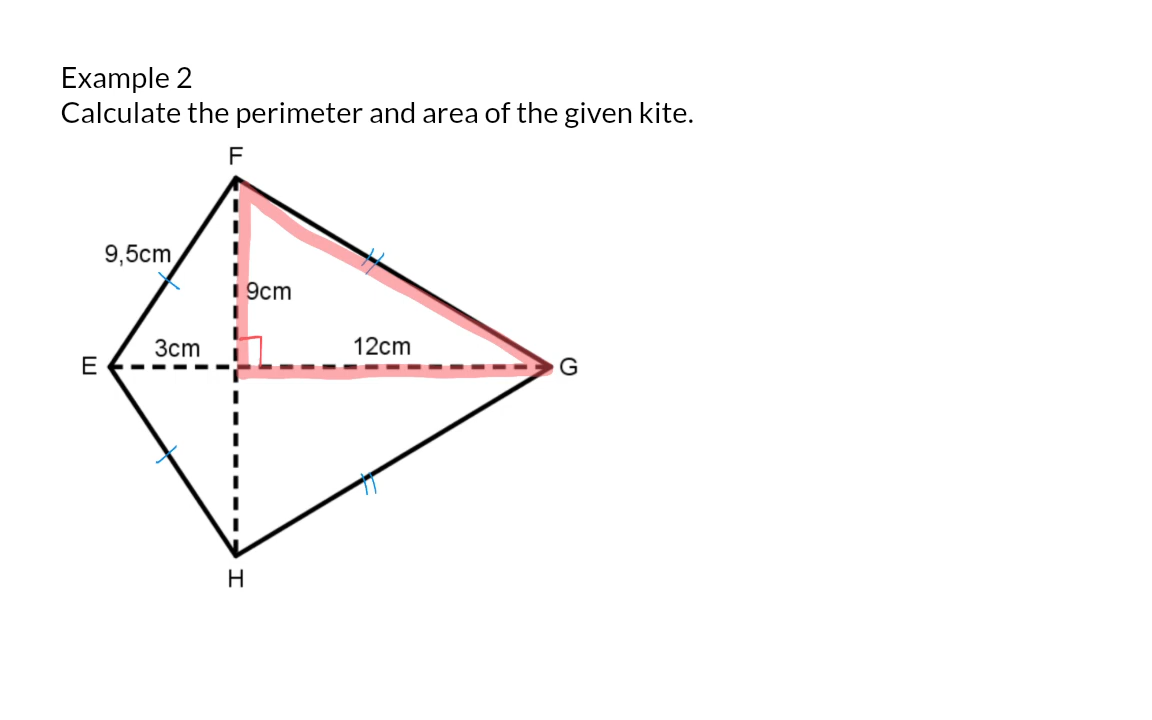 Example 2
Calculate the perimeter and area of the given kite.
F
9,5cm
9cm
3cm
12cm
E
G
H